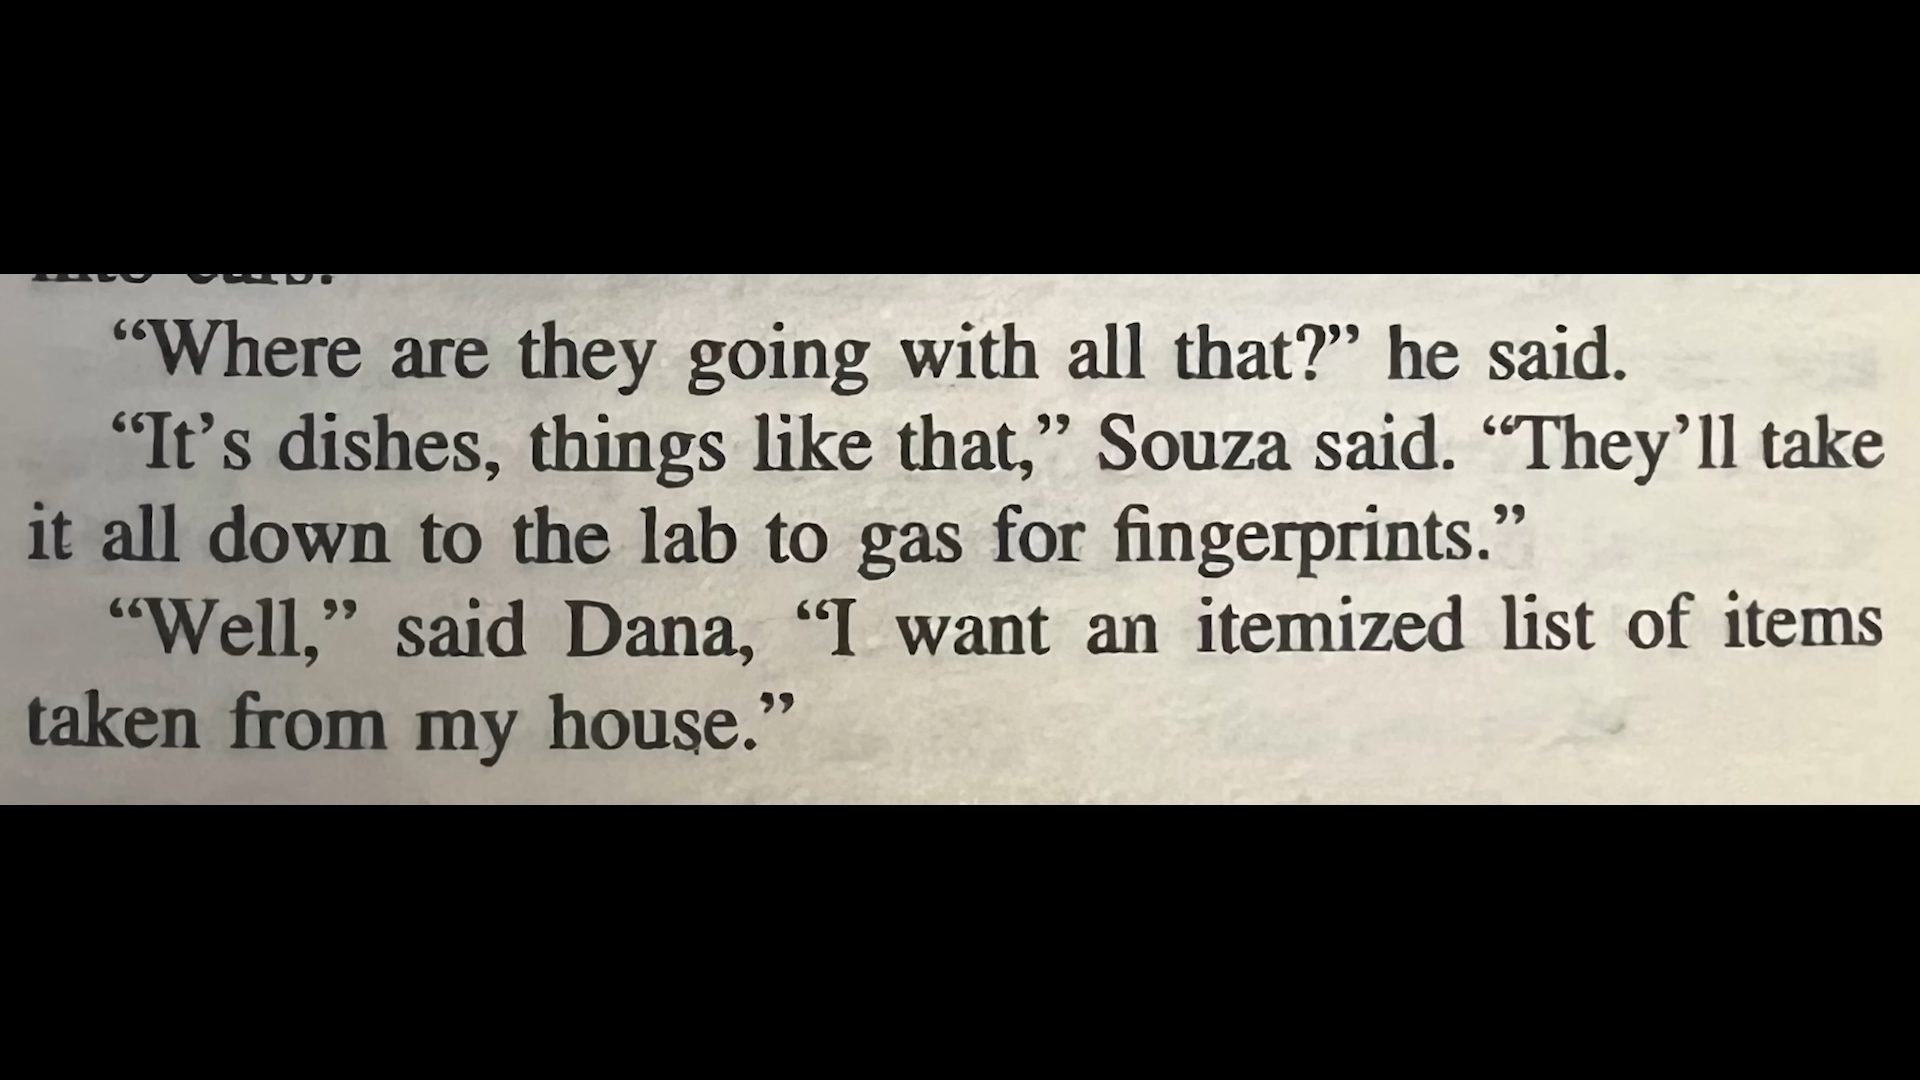 “Where are they going with all that?” he said.
“It’s dishes, things like that,” Souza said. “They’ll take
it all down to the lab to gas for fingerprints.”
“Well,” said Dana, “I want an itemized list of items
taken from my house.”